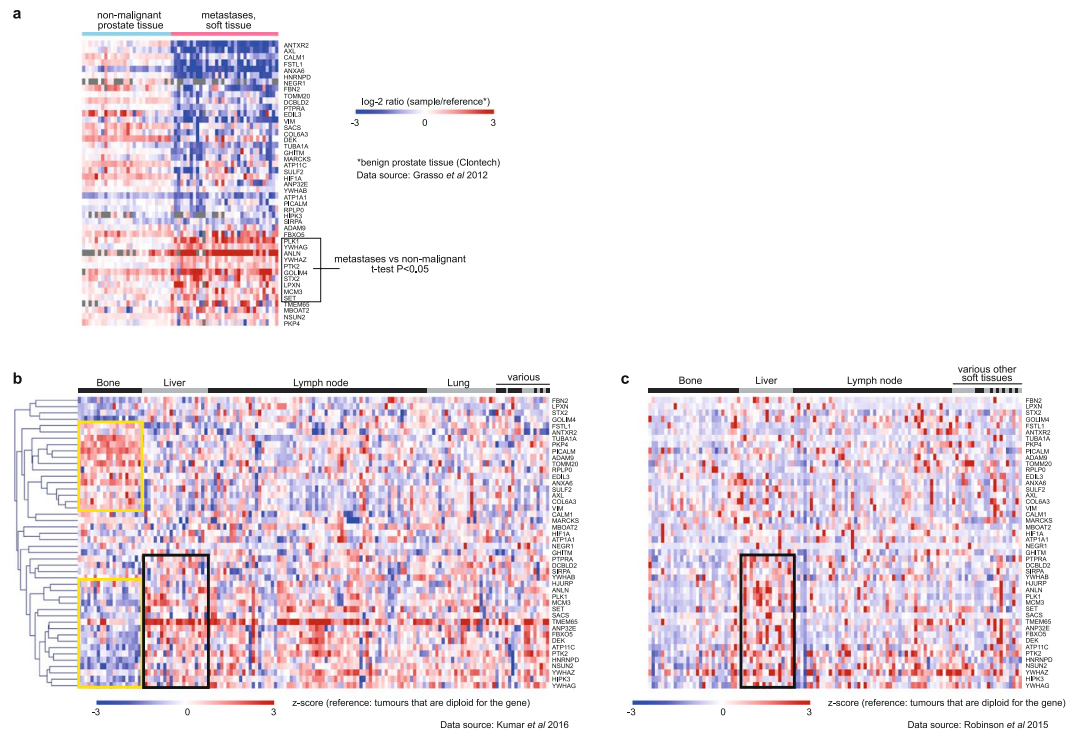 a
non-malignant
prostate tissue
metastases,
soft tissue
ANTXR2
AXL
CALM1
FSTL1
ANXA6
HNRNPD
NEGR1
FBN2
TOMM20
DCBLD2
PTPRA
EDIL3
VIM
SACS
COL6A3
DEK
TUBA1A
GHITM
MARCKS
ATP11C
SULF2
HIF1A
ANP32E
YWHAB
ATP1A1
PICALM
RPLP0
HIPK3
SIRPA
ADAM9
FBXO5
PLK1
YWHAG
ANLN
YWHAZ
PTK2
GOLIM4
STX2
LPXN
MCM3
SET
TMEM65
MBOAT2
NSUN2
PKP4
log-2 ratio (sample/reference*)
-3 0 3
*benign prostate tissue (Clontech)
Data source: Grasso et al 2012
metastases vs non-malignant
t-test P<0.05
b
Bone Liver Lymph node Lung various
FBN2
LPXN
STX2
GOLIM4
FSTL1
ANTXR2
TUBA1A
PKP4
PICALM
ADAM9
TOMM20
RPLP0
EDIL3
ANXA6
SULF2
AXL
COL6A3
VIM
CALM1
MARCKS
MBOAT2
HIF1A
ATP1A1
NEGR1
GHITM
PTPRA
DCBLD2
SIRPA
YWHAB
HJURP
ANLN
PLK1
MCM3
SET
SACS
TMEM65
ANP32E
FBXO5
DEK
ATP11C
PTK2
HNRNPD
NSUN2
YWHAZ
HIPK3
YWHAG
-3 0 3
z-score (reference: tumours that are diploid for the gene)
Data source: Kumar et al 2016
c
Bone Liver Lymph node various other
soft tissues
FBN2
LPXN
STX2
GOLIM4
FSTL1
ANTXR2
TUBA1A
PKP4
PICALM
ADAM9
TOMM20
RPLP0
EDIL3
ANXA6
SULF2
AXL
COL6A3
VIM
CALM1
MARCKS
MBOAT2
HIF1A
ATP1A1
NEGR1
GHITM
PTPRA
DCBLD2
SIRPA
YWHAB
HJURP
ANLN
PLK1
MCM3
SET
SACS
TMEM65
ANP32E
FBXO5
DEK
ATP11C
PTK2
HNRNPD
NSUN2
YWHAZ
HIPK3
YWHAG
-3 0 3
z-score (reference: tumours that are diploid for the gene)
Data source: Robinson et al 2015